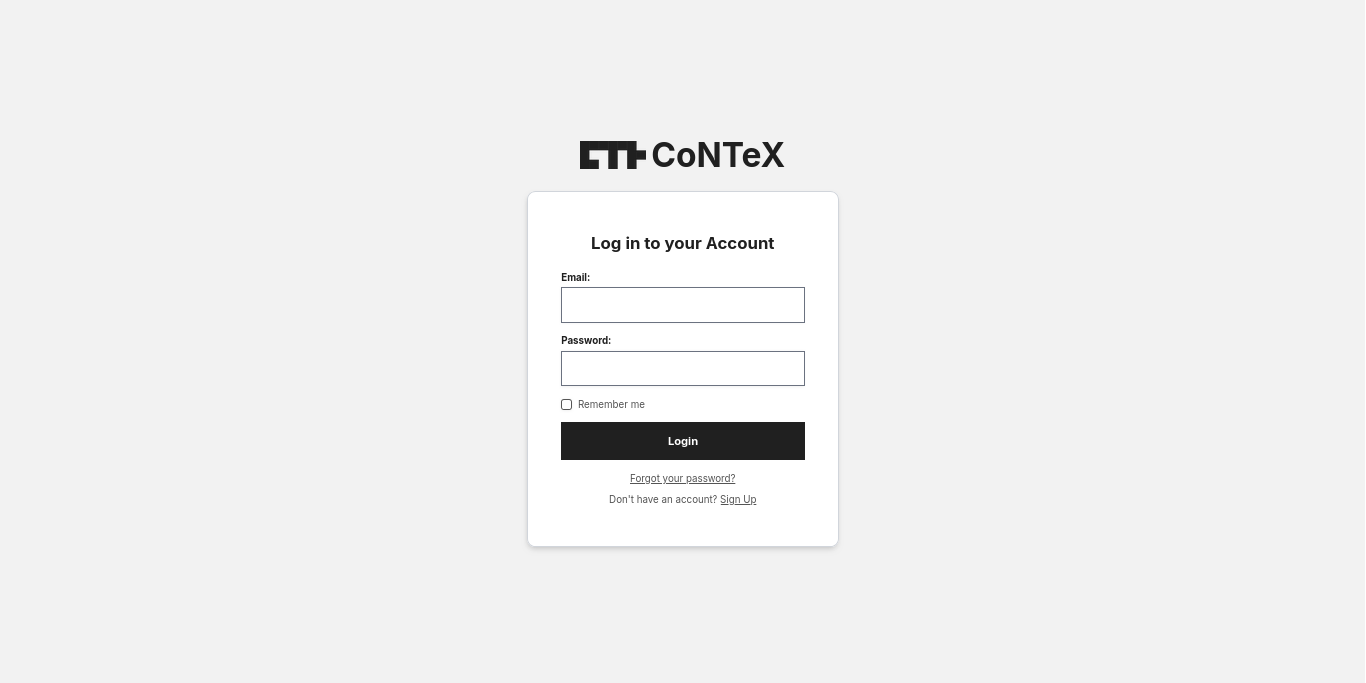 CoNTeX
Log in to your Account
Email:
Password:
Remember me
Login
Forgot your password?
Don't have an account? Sign Up